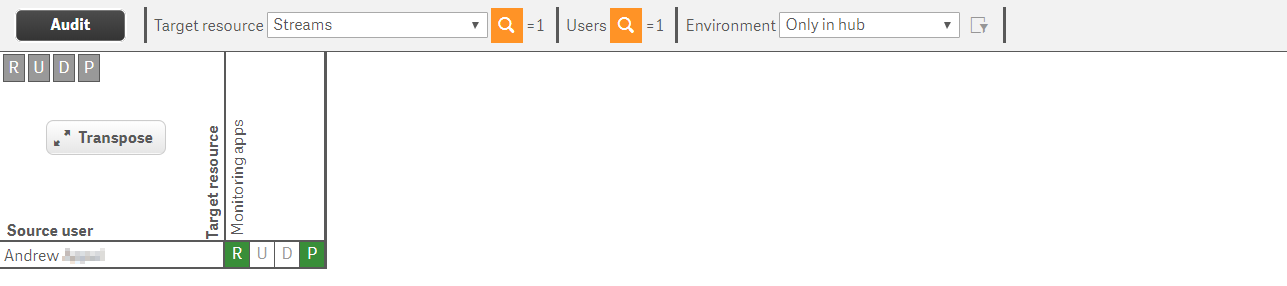 Audit Target resource Streams =1 Users =1 Environment Only in hub
R U D P
Transpose
Target resource
Monitoring apps
Source user
Andrew
R U D P